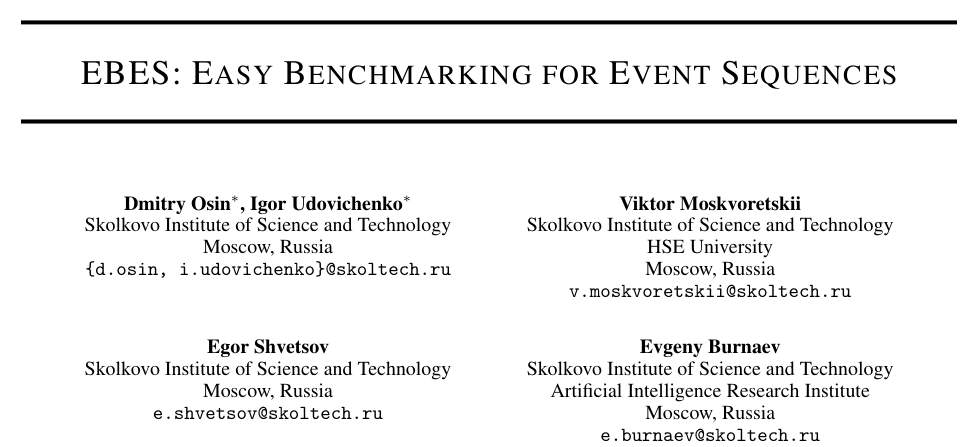 EBES: EASY BENCHMARKING FOR EVENT SEQUENCES
Dmitry Osin*, Igor Udovichenko*
Skolkovo Institute of Science and Technology
Moscow, Russia
{d.osin, i.udovichenko}@skoltech.ru
Viktor Moskvoretskii
Skolkovo Institute of Science and Technology
HSE University
Moscow, Russia
v.moskvoretskii@skoltech.ru
Egor Shvetsov
Skolkovo Institute of Science and Technology
Moscow, Russia
e.shvetsov@skoltech.ru
Evgeny Burnaev
Skolkovo Institute of Science and Technology
Artificial Intelligence Research Institute
Moscow, Russia
e.burnaev@skoltech.ru